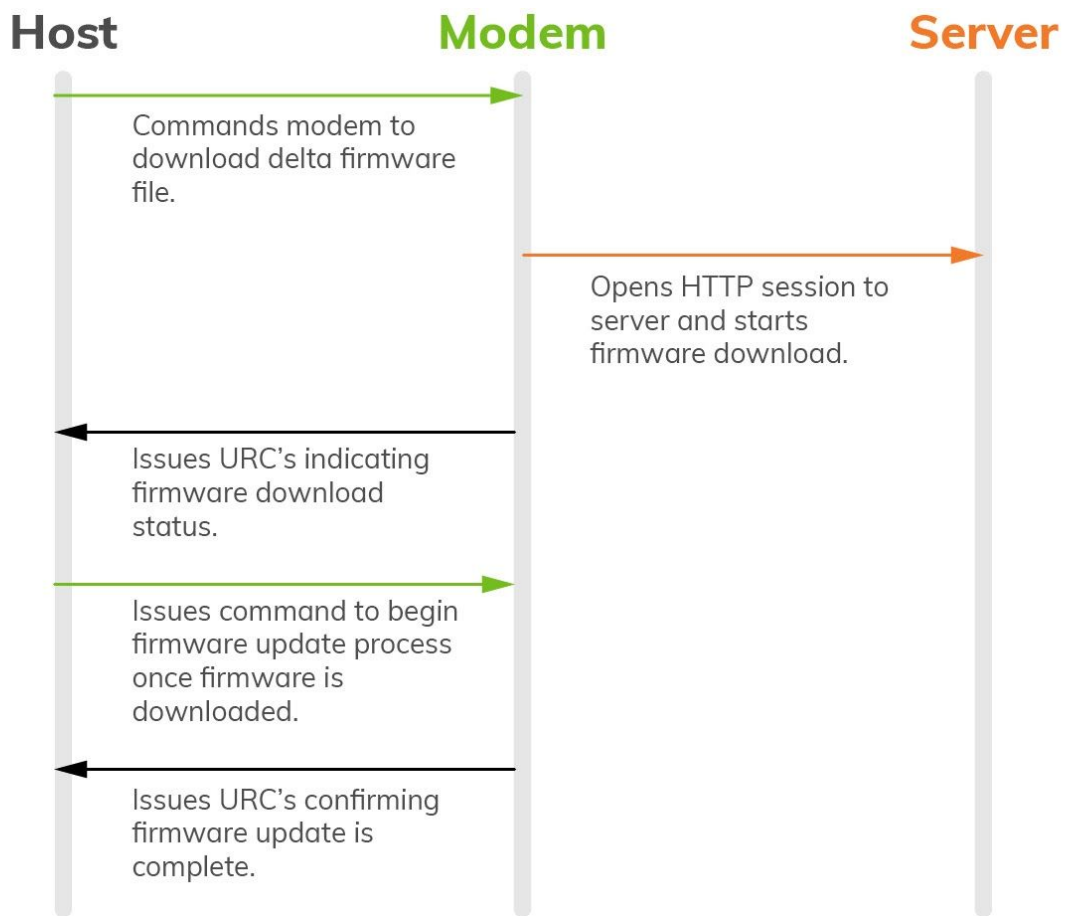 Host
Modem
Server
Commands modem to
download delta firmware
file.
Opens HTTP session to
server and starts
firmware download.
Issues URC’s indicating
firmware download
status.
Issues command to begin
firmware update process
once firmware is
downloaded.
Issues URC’s confirming
firmware update is
complete.